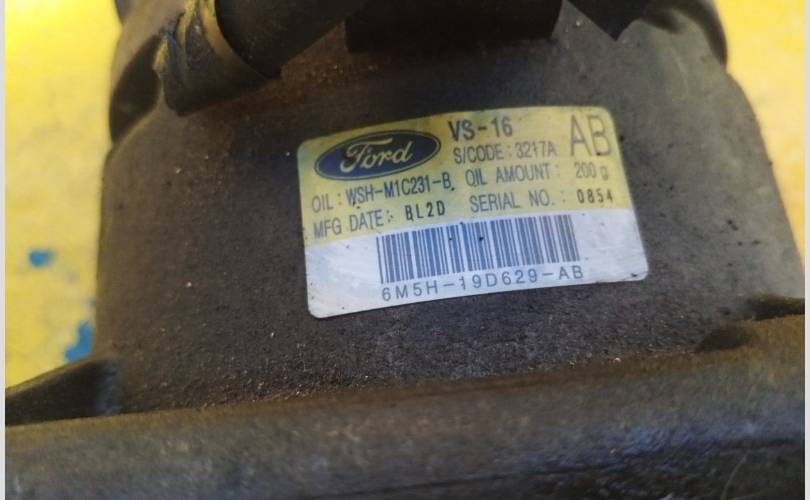 Ford VS-16 AB
S/CODE : 3217A
OIL : WSH-M1C231-B. OIL AMOUNT : 200 g
MFG DATE : BL2D SERIAL NO. : 0854
6M5H-19D629-AB